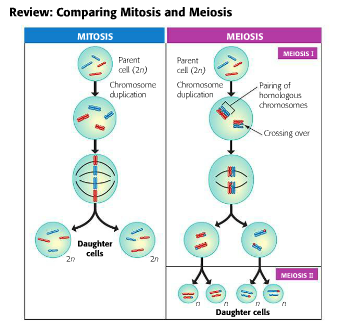 Review: Comparing Mitosis and Meiosis
MITOSIS
Parent
cell (2n)
Chromosome
duplication
Daughter
cells
2n
2n
MEIOSIS
MEIOSIS I
Parent
cell (2n)
Chromosome
duplication
Pairing of
homologous
chromosomes
Crossing over
MEIOSIS II
n
n
n
n
Daughter cells